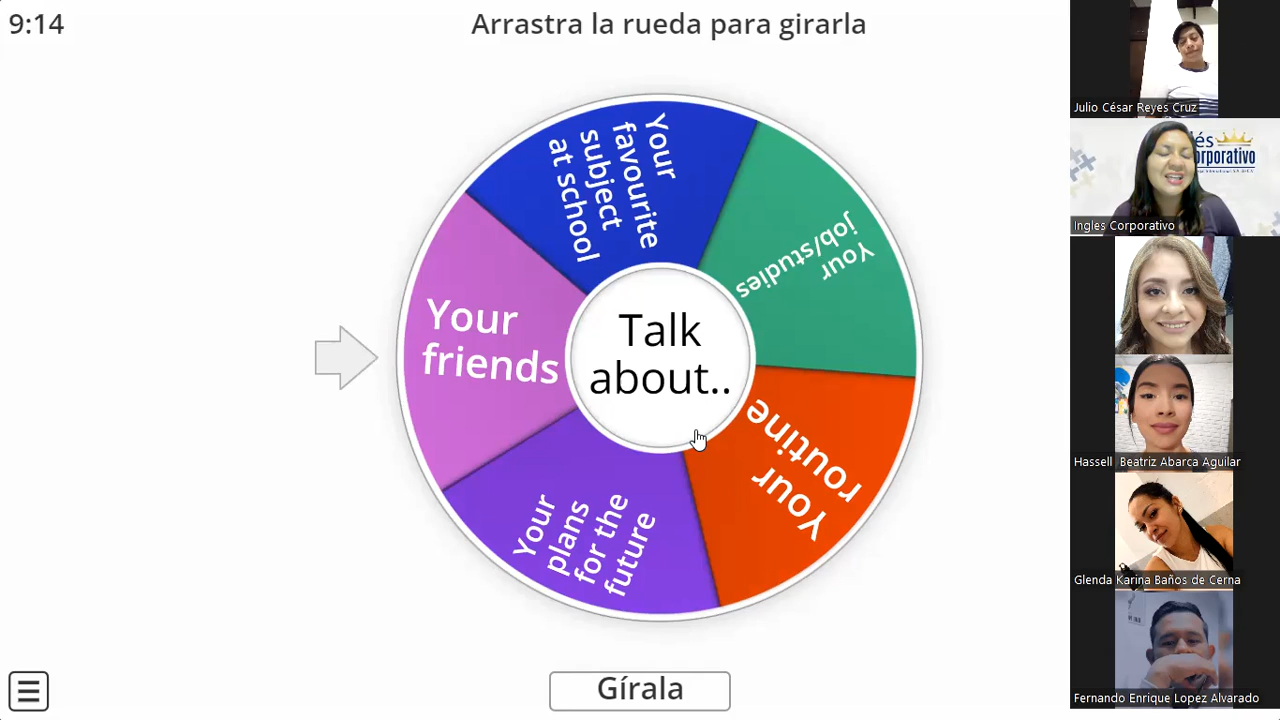 9:14
Arrastra la rueda para girarla
Your
favourite
subject
at school
Your
job/studies
Your
friends
Talk
about..
Your
routine
Your
plans
for the
future
Gírala
Julio César Reyes Cruz
és
orporativo
Ingles Corporativo
Hassell Beatriz Abarca Aguilar
Glenda Karina Baños de Cerna
Fernando Enrique Lopez Alvarado